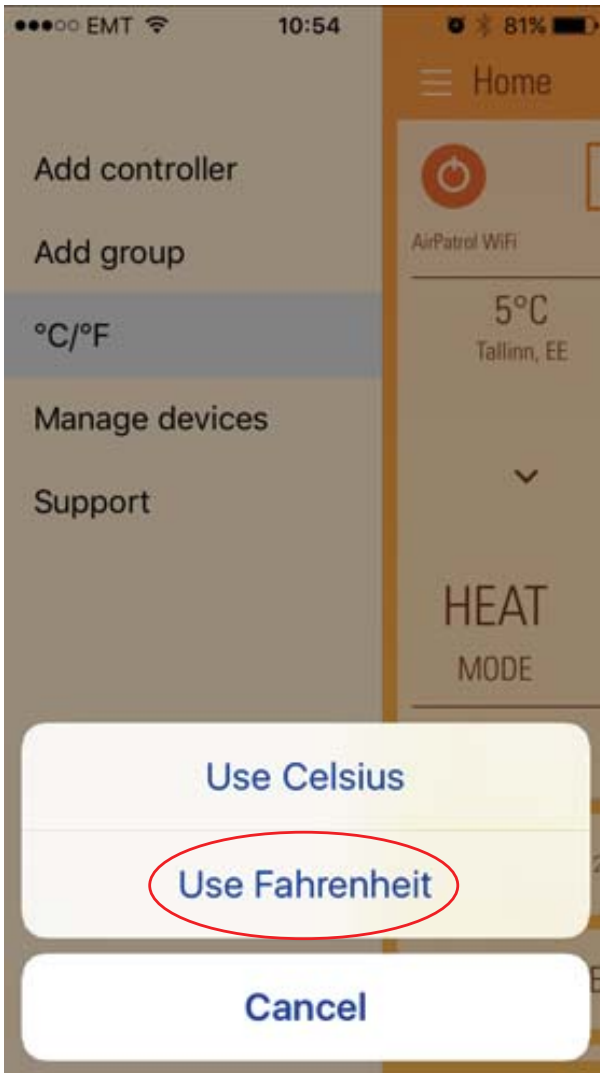 EMT 10:54 81%
Home
Add controller
Add group
AirPatrol WiFi
°C/°F
5°C
Tallinn, EE
Manage devices
Support
HEAT
MODE
Use Celsius
Use Fahrenheit
Cancel